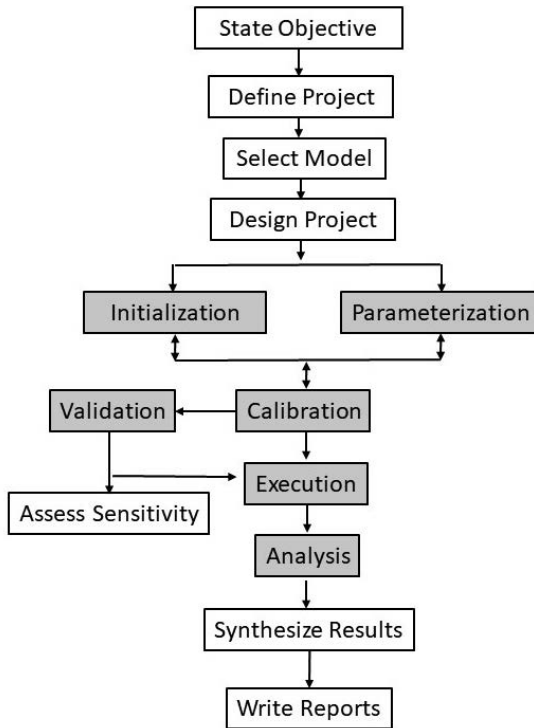 State Objective
Define Project
Select Model
Design Project
Initialization
Parameterization
Validation
Calibration
Execution
Assess Sensitivity
Analysis
Synthesize Results
Write Reports